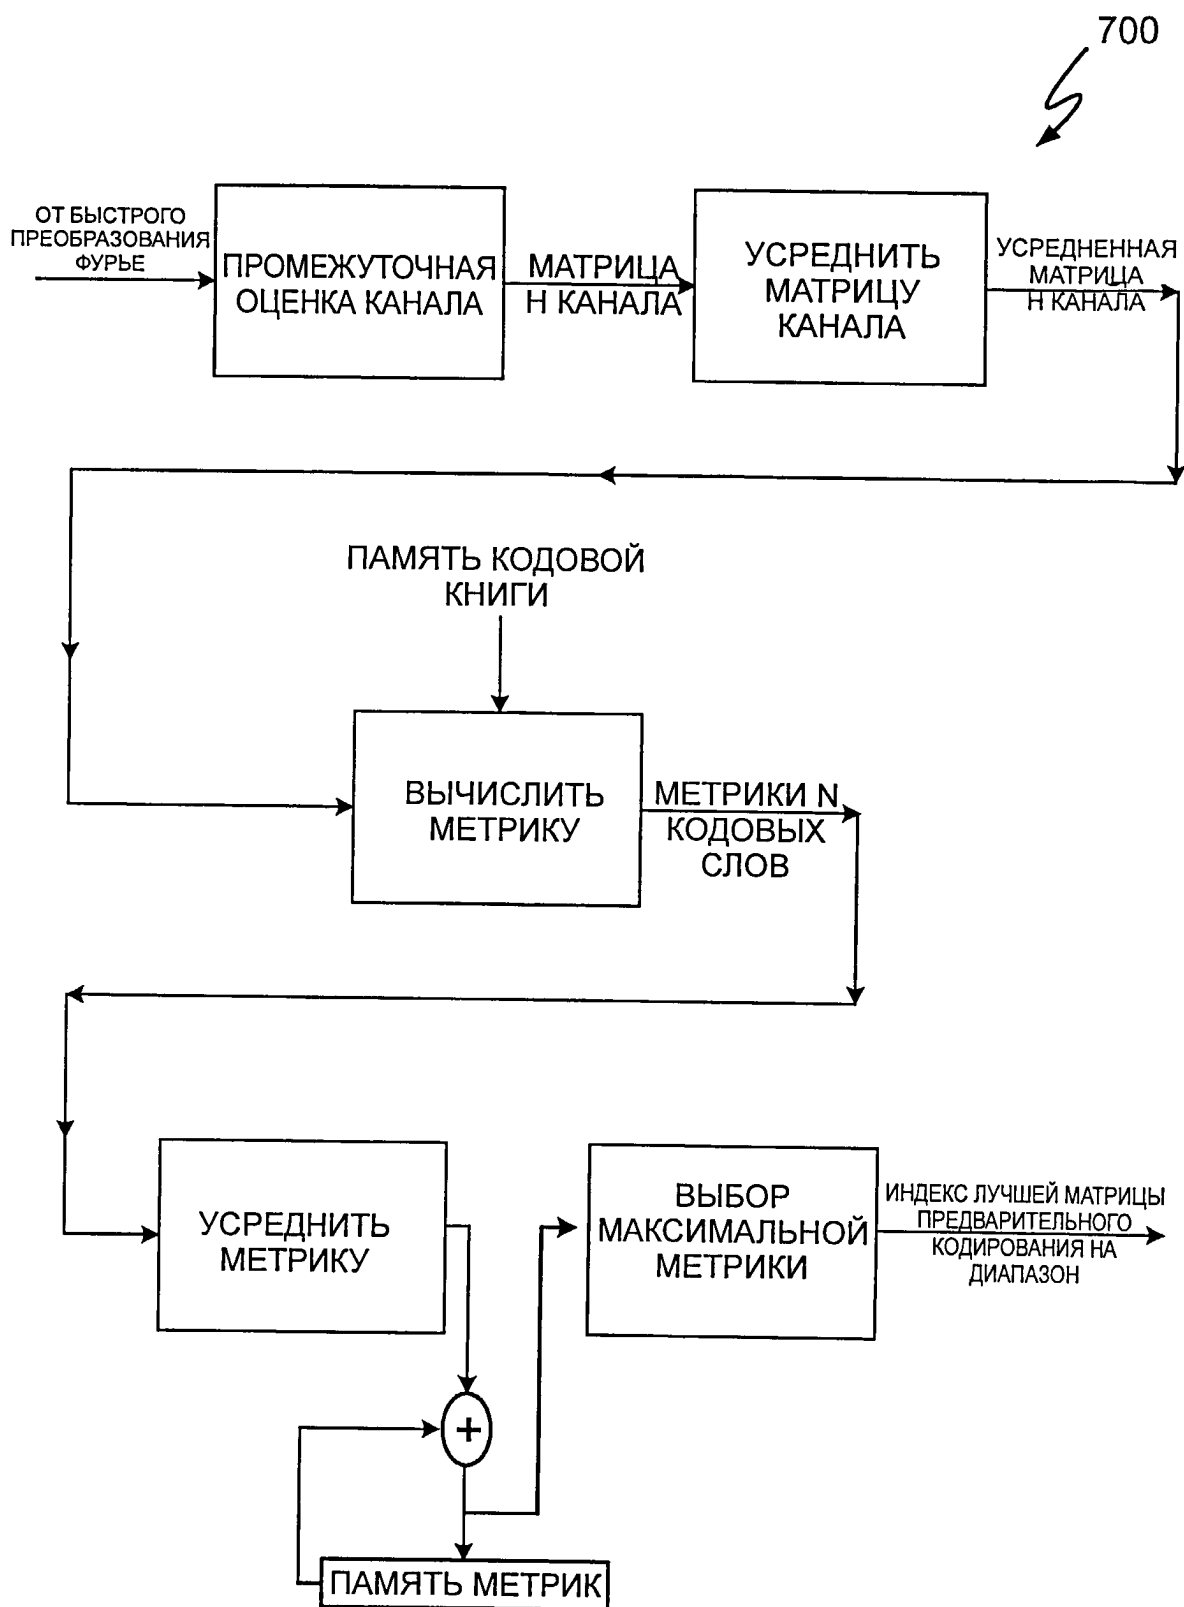 700
ОТ БЫСТРОГО
ПРЕОБРАЗОВАНИЯ
ФУРЬЕ
ПРОМЕЖУТОЧНАЯ
ОЦЕНКА КАНАЛА
МАТРИЦА
Н КАНАЛА
УСРЕДНИТЬ
МАТРИЦУ
КАНАЛА
УСРЕДНЕННАЯ
МАТРИЦА
Н КАНАЛА
ПАМЯТЬ КОДОВОЙ
КНИГИ
ВЫЧИСЛИТЬ
МЕТРИКУ
МЕТРИКИ N
КОДОВЫХ
СЛОВ
УСРЕДНИТЬ
МЕТРИКУ
ВЫБОР
МАКСИМАЛЬНОЙ
МЕТРИКИ
ИНДЕКС ЛУЧШЕЙ МАТРИЦЫ
ПРЕДВАРИТЕЛЬНОГО
КОДИРОВАНИЯ НА
ДИАПАЗОН
+
ПАМЯТЬ МЕТРИК